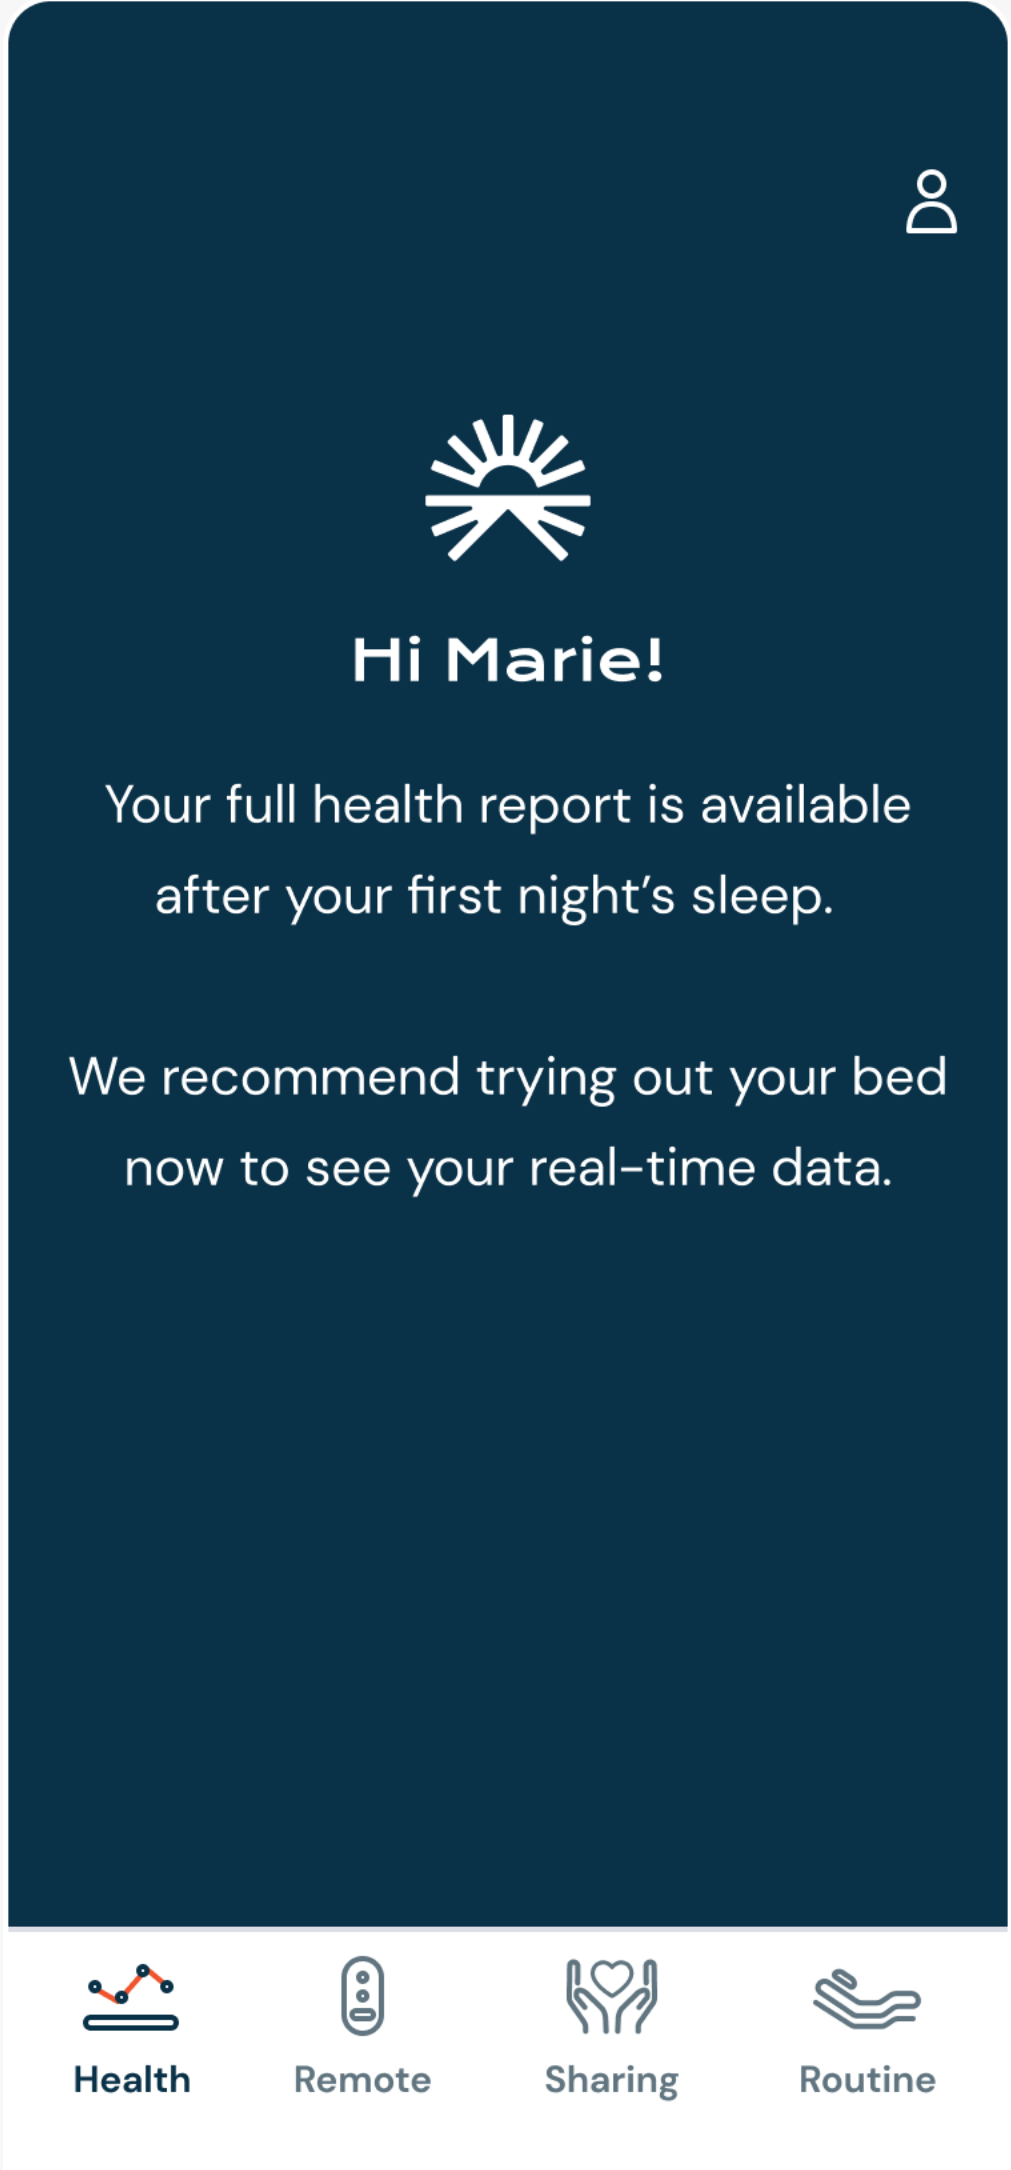 Hi Marie!
Your full health report is available
after your first night’s sleep.
We recommend trying out your bed
now to see your real-time data.
Health
Remote
Sharing
Routine